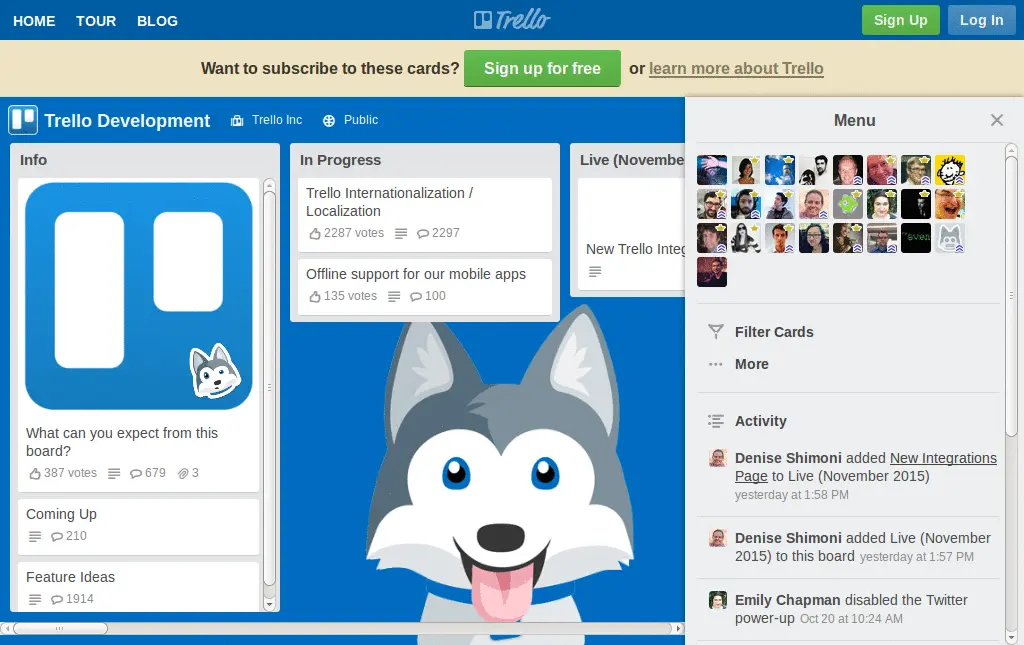 HOME TOUR BLOG
Trello
Sign Up Log In
Want to subscribe to these cards? Sign up for free or learn more about Trello
Trello Development Trello Inc Public
Info
What can you expect from this
board?
387 votes 679 3
Coming Up
210
Feature Ideas
1914
In Progress
Trello Internationalization /
Localization
2287 votes 2297
Offline support for our mobile apps
135 votes 100
Live (Novembe
New Trello Integ
Menu
Filter Cards
More
Activity
Denise Shimoni added New Integrations
Page to Live (November 2015)
yesterday at 1:58 PM
Denise Shimoni added Live (November
2015) to this board yesterday at 1:57 PM
Emily Chapman disabled the Twitter
power-up Oct 20 at 10:24 AM